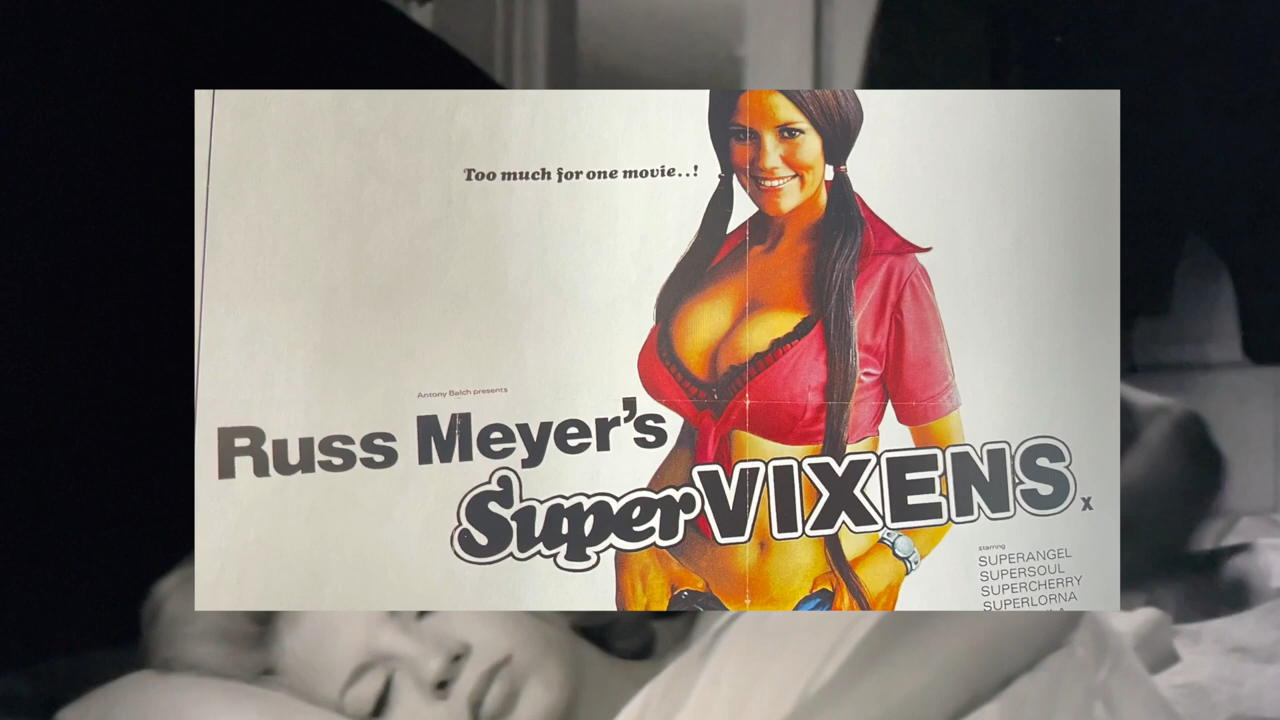 Too much for one movie..!
Antony Balch presents
Russ Meyer's
SuperVIXENS x
starring
SUPERANGEL
SUPERSOUL
SUPERCHERRY
SUPERLORNA